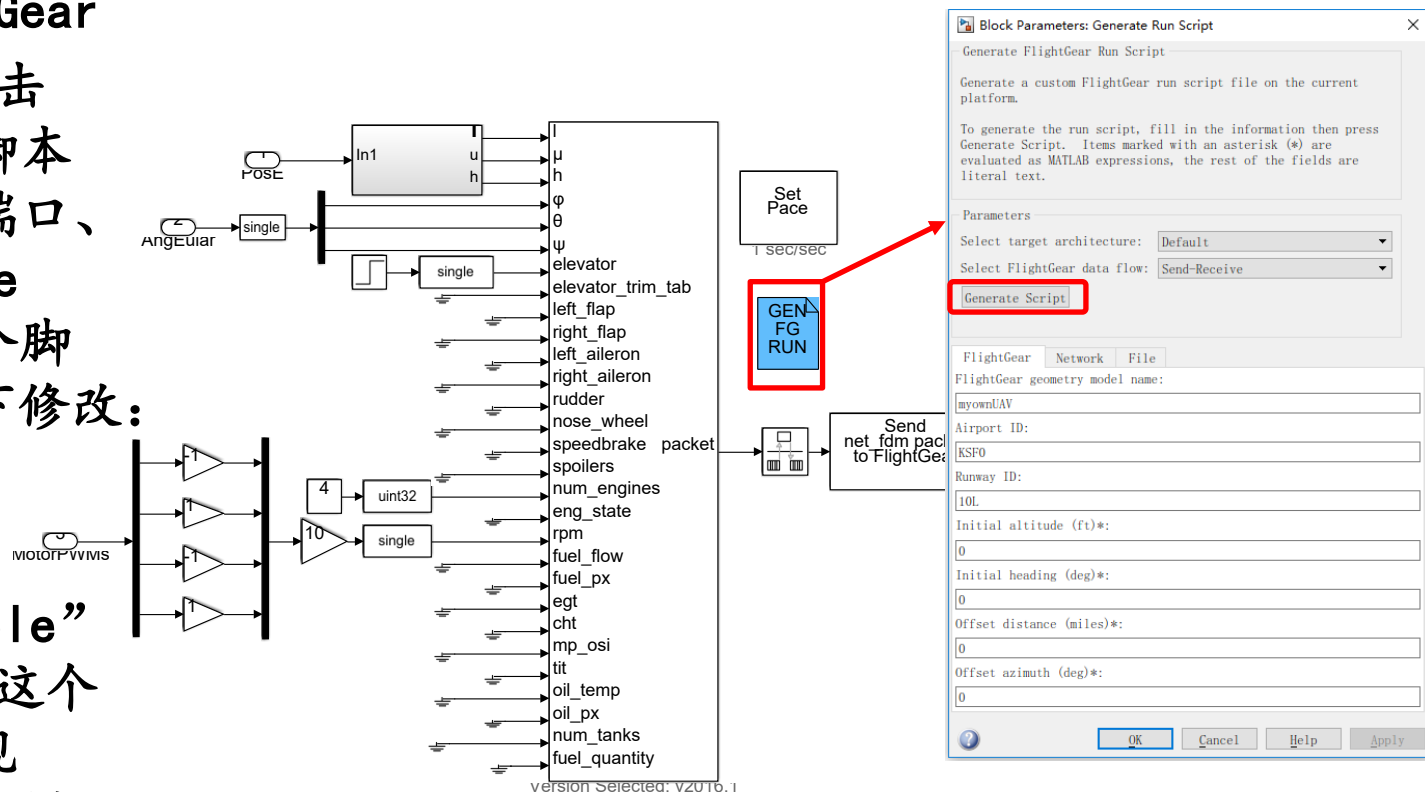 Gear
击
脚本
端口、
e
个脚
下修改：
le”
这个
In1
l
u
h
PosE
2
AngEular
single
single
l
μ
h
φ
θ
ψ
elevator
elevator_trim_tab
left_flap
right_flap
left_aileron
right_aileron
rudder
nose_wheel
speedbrake packet
spoilers
num_engines
eng_state
rpm
fuel_flow
fuel_px
egt
cht
mp_osi
tit
oil_temp
oil_px
num_tanks
fuel_quantity
-1
1
-1
1
MotorPWMs
10
4
uint32
single
Version Selected: v2016.1
Set
Pace
1 sec/sec
GEN
FG
RUN
Send
net_fdm pac
to FlightGea
Block Parameters: Generate Run Script
Generate FlightGear Run Script
Generate a custom FlightGear run script file on the current
platform.
To generate the run script, fill in the information then press
Generate Script. Items marked with an asterisk (*) are
evaluated as MATLAB expressions, the rest of the fields are
literal text.
Parameters
Select target architecture: Default
Select FlightGear data flow: Send-Receive
Generate Script
FlightGear Network File
FlightGear geometry model name:
myownUAV
Airport ID:
KSFO
Runway ID:
10L
Initial altitude (ft)*:
0
Initial heading (deg)*:
0
Offset distance (miles)*:
0
Offset azimuth (deg)*:
0
OK Cancel Help Apply